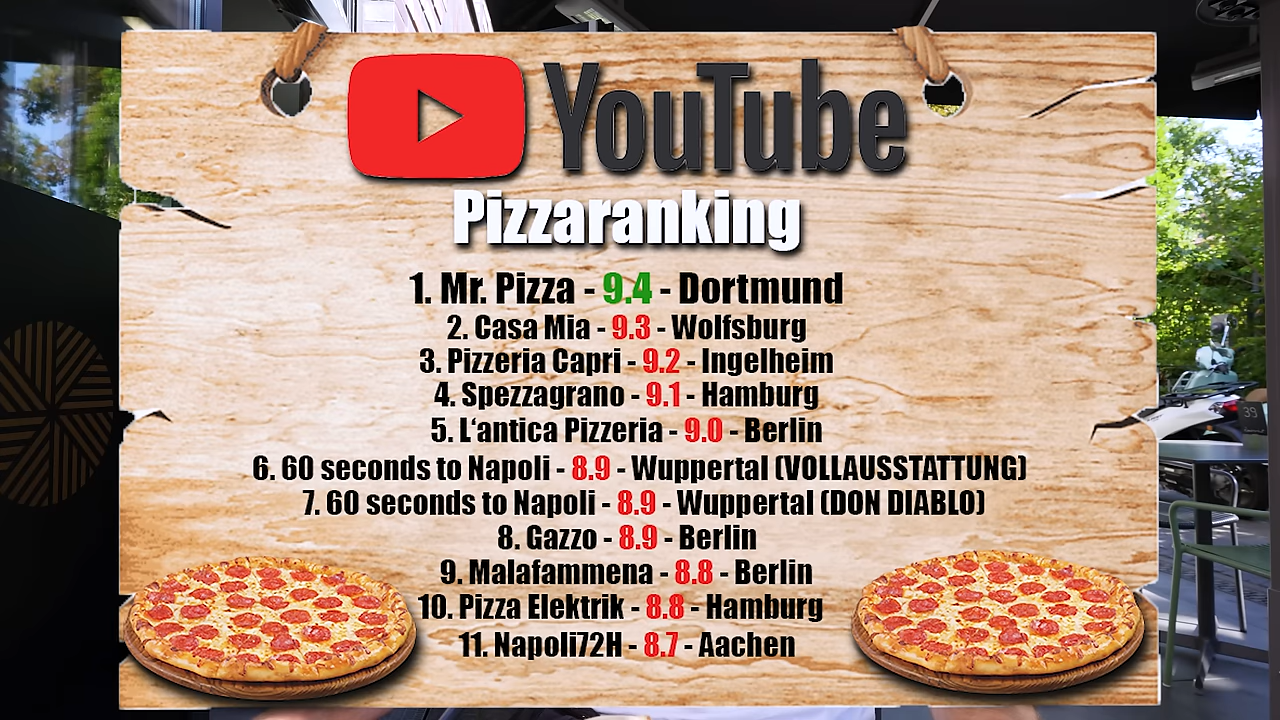 YouTube
Pizzaranking
1. Mr. Pizza - 9.4 - Dortmund
2. Casa Mia - 9.3 - Wolfsburg
3. Pizzeria Capri - 9.2 - Ingelheim
4. Spezzagrano - 9.1 - Hamburg
5. L‘antica Pizzeria - 9.0 - Berlin
6. 60 seconds to Napoli - 8.9 - Wuppertal (VOLLAUSSTATTUNG)
7. 60 seconds to Napoli - 8.9 - Wuppertal (DON DIABLO)
8. Gazzo - 8.9 - Berlin
9. Malafammena - 8.8 - Berlin
10. Pizza Elektrik - 8.8 - Hamburg
11. Napoli72H - 8.7 - Aachen
39